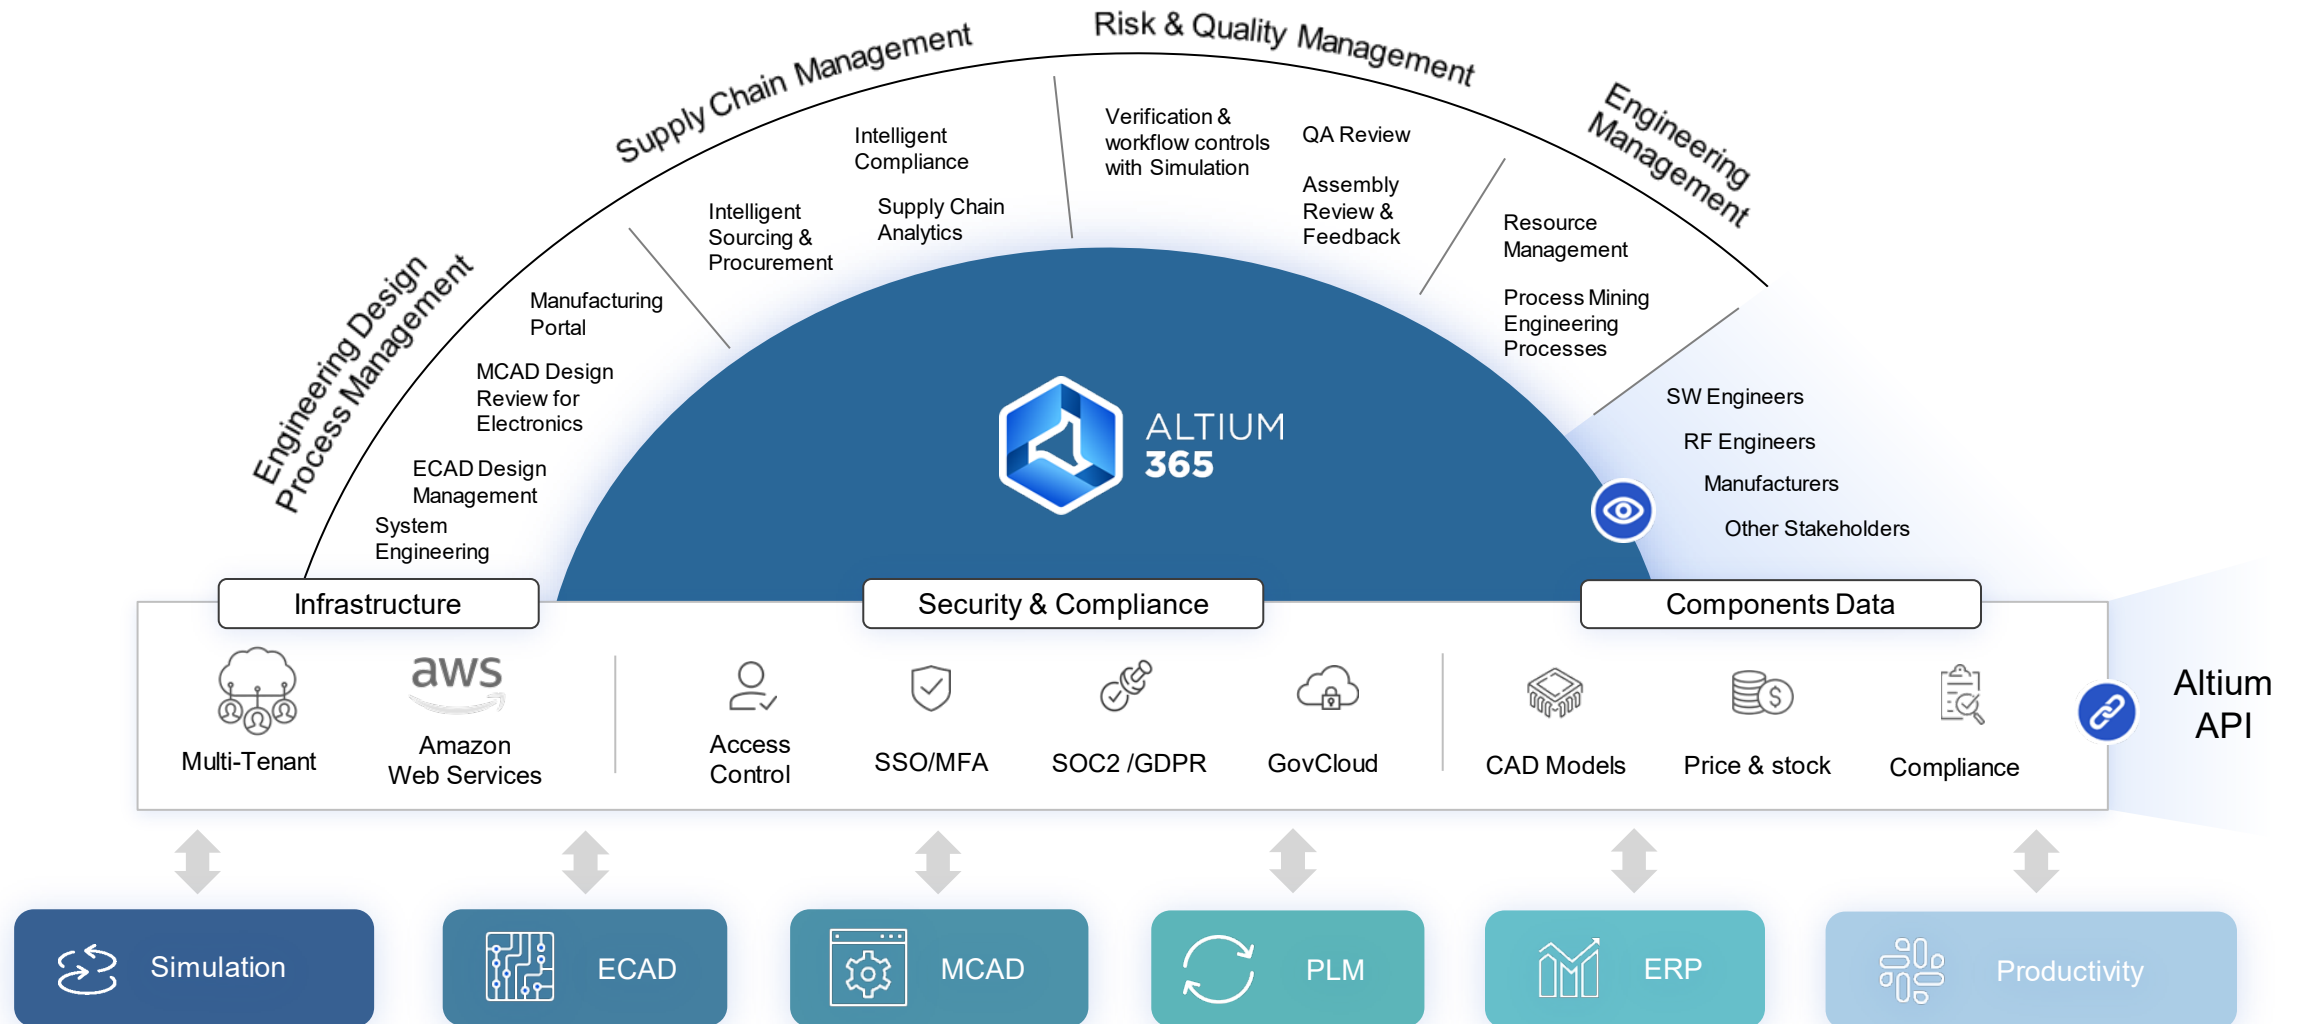 Supply Chain Management
Risk & Quality Management
Engineering
Management
Engineering Design
Process Management
Intelligent
Compliance
Supply Chain
Analytics
Intelligent
Sourcing &
Procurement
Verification &
workflow controls
with Simulation
QA Review
Assembly
Review &
Feedback
Resource
Management
Process Mining
Engineering
Processes
Manufacturing
Portal
MCAD Design
Review for
Electronics
ECAD Design
Management
System
Engineering
ALTIUM
365
SW Engineers
RF Engineers
Manufacturers
Other Stakeholders
Infrastructure
Security & Compliance
Components Data
aws
Multi-Tenant
Amazon
Web Services
Access
Control
SSO/MFA
SOC2 /GDPR
GovCloud
CAD Models
$
Price & stock
Compliance
Altium
API
Simulation
ECAD
MCAD
PLM
ERP
Productivity